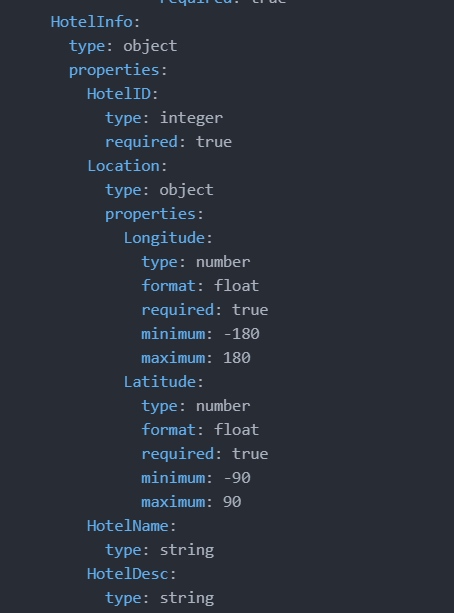 required: true
HotelInfo:
type: object
properties:
HotelID:
type: integer
required: true
Location:
type: object
properties:
Longitude:
type: number
format: float
required: true
minimum: -180
maximum: 180
Latitude:
type: number
format: float
required: true
minimum: -90
maximum: 90
HotelName:
type: string
HotelDesc:
type: string